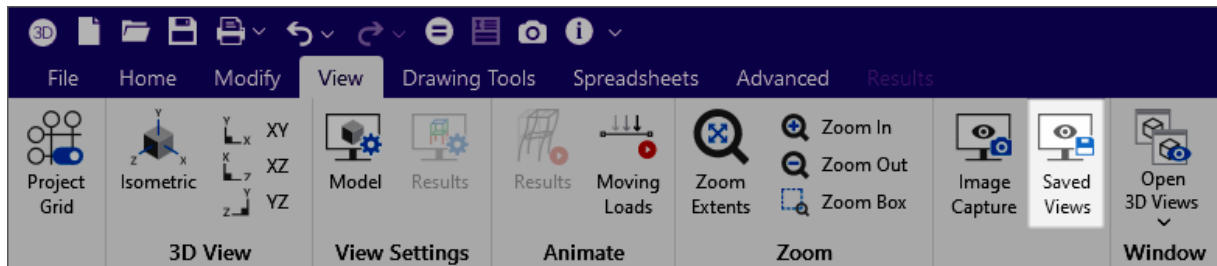 3D
File Home Modify View Drawing Tools Spreadsheets Advanced Results
Project Grid
Isometric
Y Z X
Y X XY
X Z XZ
Y Z YZ
3D View
Model
Results
View Settings
Results
Moving Loads
Animate
Zoom Extents
Zoom In
Zoom Out
Zoom Box
Zoom
Image Capture
Saved Views
Open 3D Views
Window